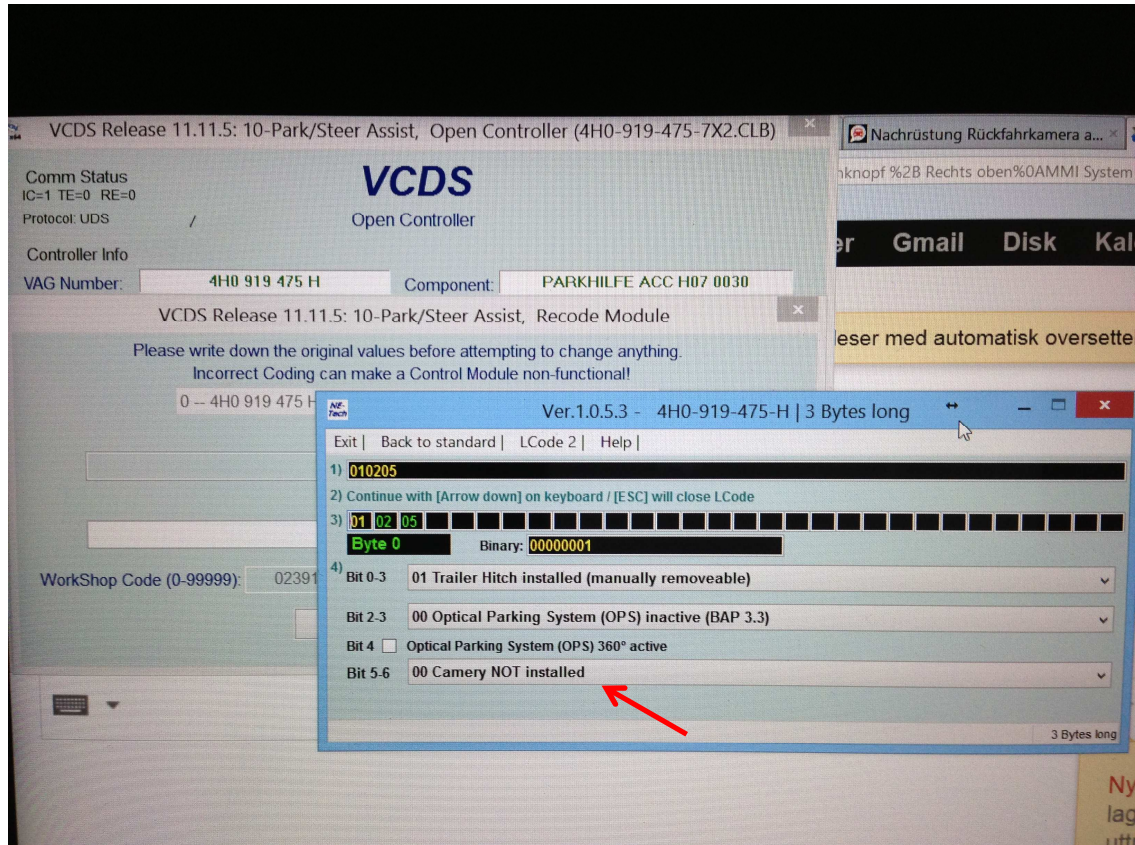 VCDS Release 11.11.5: 10-Park/Steer Assist, Open Controller (4H0-919-475-7X2.CLB)
Nachrüstung Rückfahrkamera a...
Comm Status
IC=1 TE=0 RE=0
Protocol: UDS
/
VCDS
Open Controller
nknopf %2B Rechts oben%0AMMI System
Controller Info
er Gmail Disk Kal
VAG Number: 4H0 919 475 H Component: PARKHILFE ACC H07 0030
VCDS Release 11.11.5: 10-Park/Steer Assist, Recode Module
Please write down the original values before attempting to change anything.
Incorrect Coding can make a Control Module non-functional!
eser med automatisk oversette
0 -- 4H0 919 475 H
NE-Tech
Ver.1.0.5.3 - 4H0-919-475-H | 3 Bytes long
Exit | Back to standard | LCode 2 | Help |
1) 010205
2) Continue with [Arrow down] on keyboard / [ESC] will close LCode
3) 01 02 05
Byte 0 Binary: 00000001
4)
Bit 0-3 01 Trailer Hitch installed (manually removeable)
WorkShop Code (0-99999): 02391
Bit 2-3 00 Optical Parking System (OPS) inactive (BAP 3.3)
Bit 4 Optical Parking System (OPS) 360° active
Bit 5-6 00 Camery NOT installed
3 Bytes long
Ny
lag